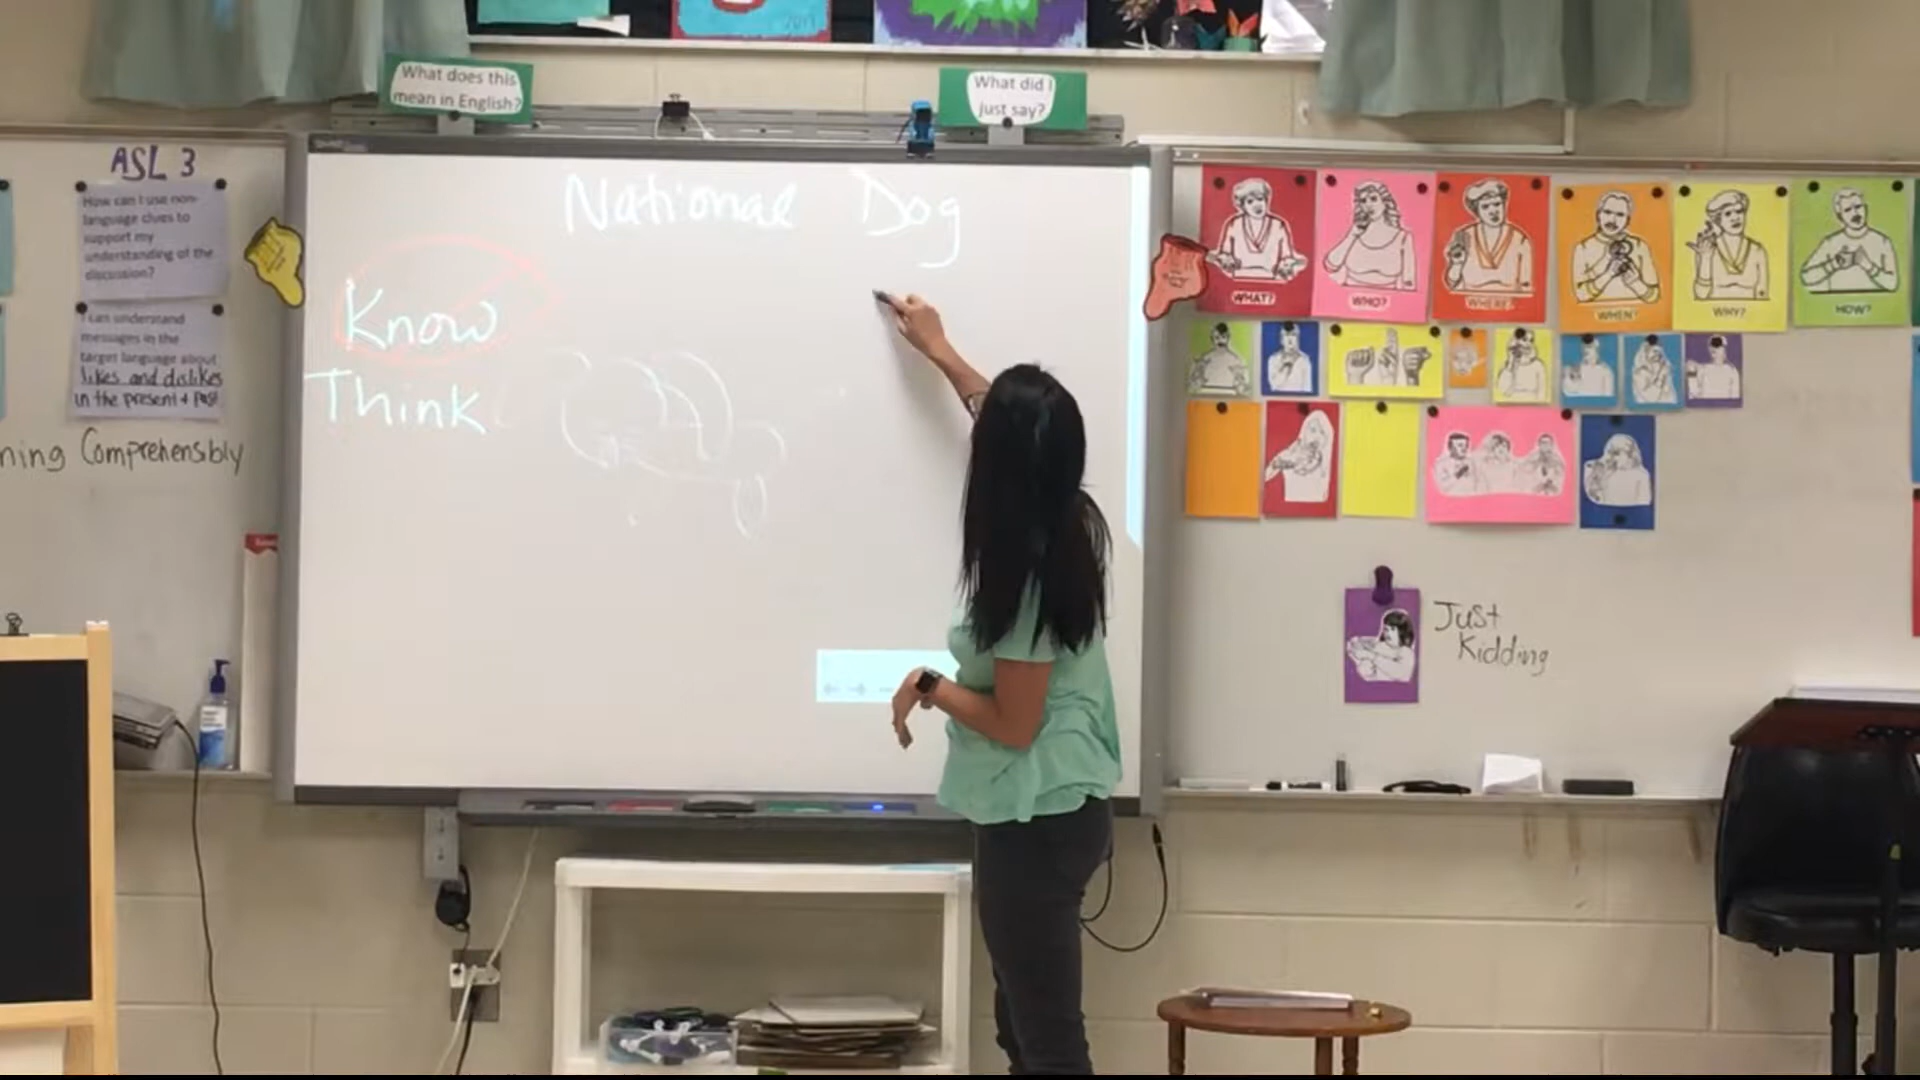 What does this
mean in English?
What did I
just say?
ASL 3
How can I use non-
language clues to
support my
understanding of the
discussion?
I can understand
messages in the
target language about
likes and dislikes
in the present + past
ning Comprehensibly
National Dog
Know
Think
WHAT?
WHO?
WHERE?
WHEN?
WHY?
HOW?
Just
Kidding